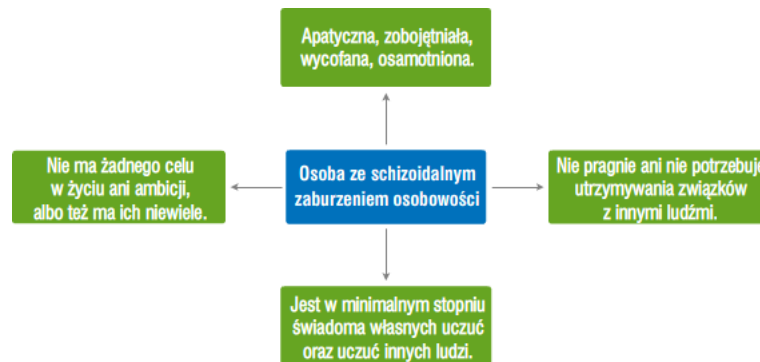 Apatyczna, zobojętniała,
wycofana, osamotniona.
Nie ma żadnego celu
w życiu ani ambicji,
albo też ma ich niewiele.
Osoba ze schizoidalnym
zaburzeniem osobowości
Nie pragnie ani nie potrzebuje
utrzymywania związków
z innymi ludźmi.
Jest w minimalnym stopniu
świadoma własnych uczuć
oraz uczuć innych ludzi.